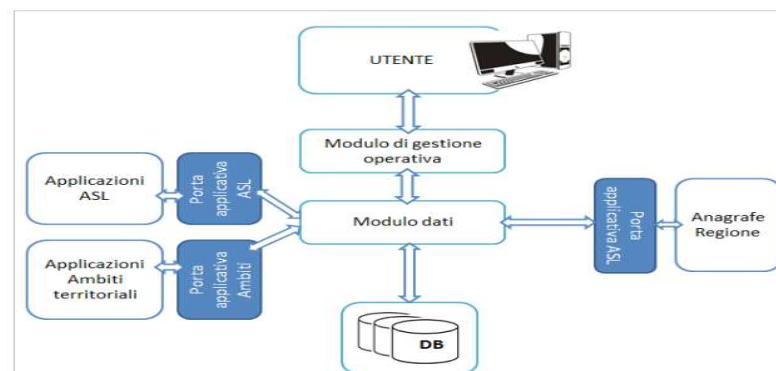 UTENTE
Modulo di gestione
operativa
Applicazioni
ASL
Porta
applicativa
ASL
Modulo dati
Porta
applicativa ASL
Anagrafe
Regione
Applicazioni
Ambiti
territoriali
Porta
applicativa
Ambiti
DB